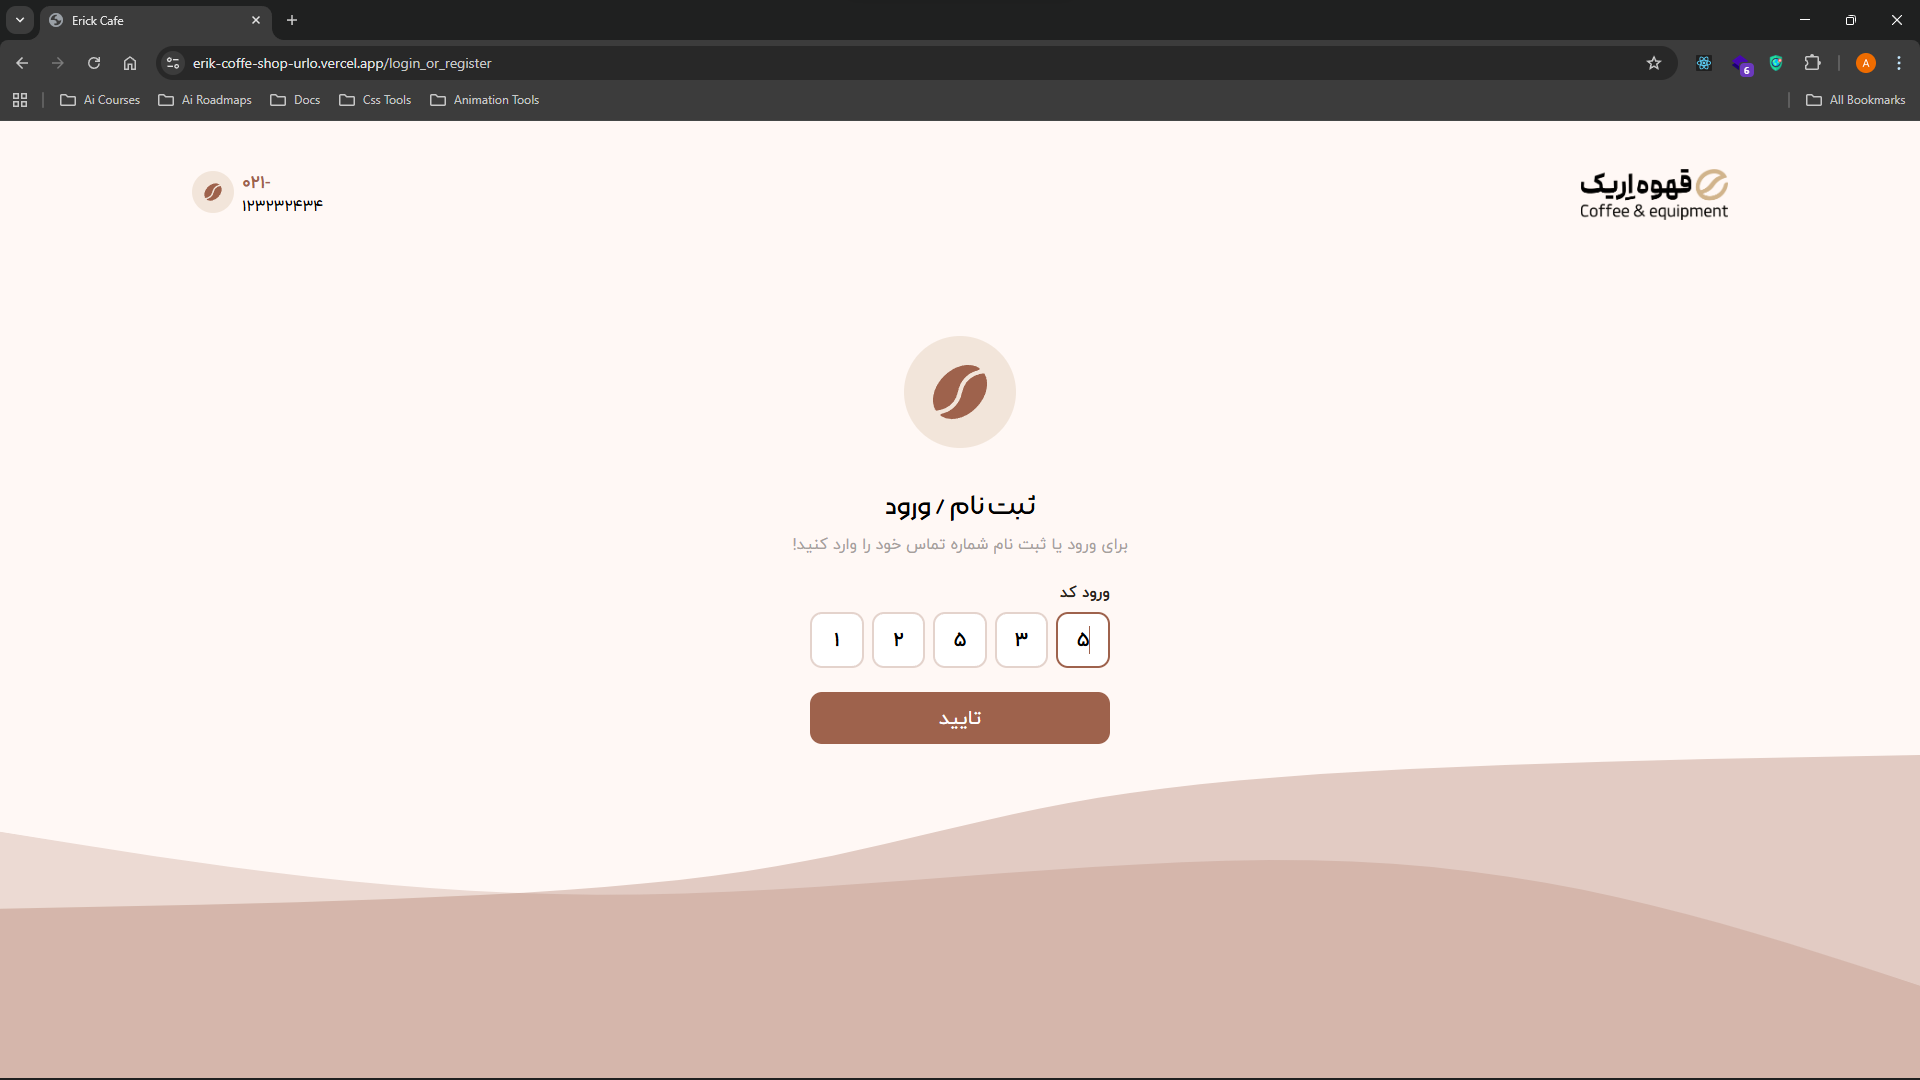 Erick Cafe
erik-coffe-shop-urlo.vercel.app/login_or_register
6
A
Ai Courses
Ai Roadmaps
Docs
Css Tools
Animation Tools
All Bookmarks
۰۲۱-
۱۲۳۲۳۲۴۳۴
قهوه اِریک
Coffee & equipment
ثبت نام / ورود
برای ورود یا ثبت نام شماره تماس خود را وارد کنید!
ورود کد
۱ ۲ ۵ ۳ ۵
تایید